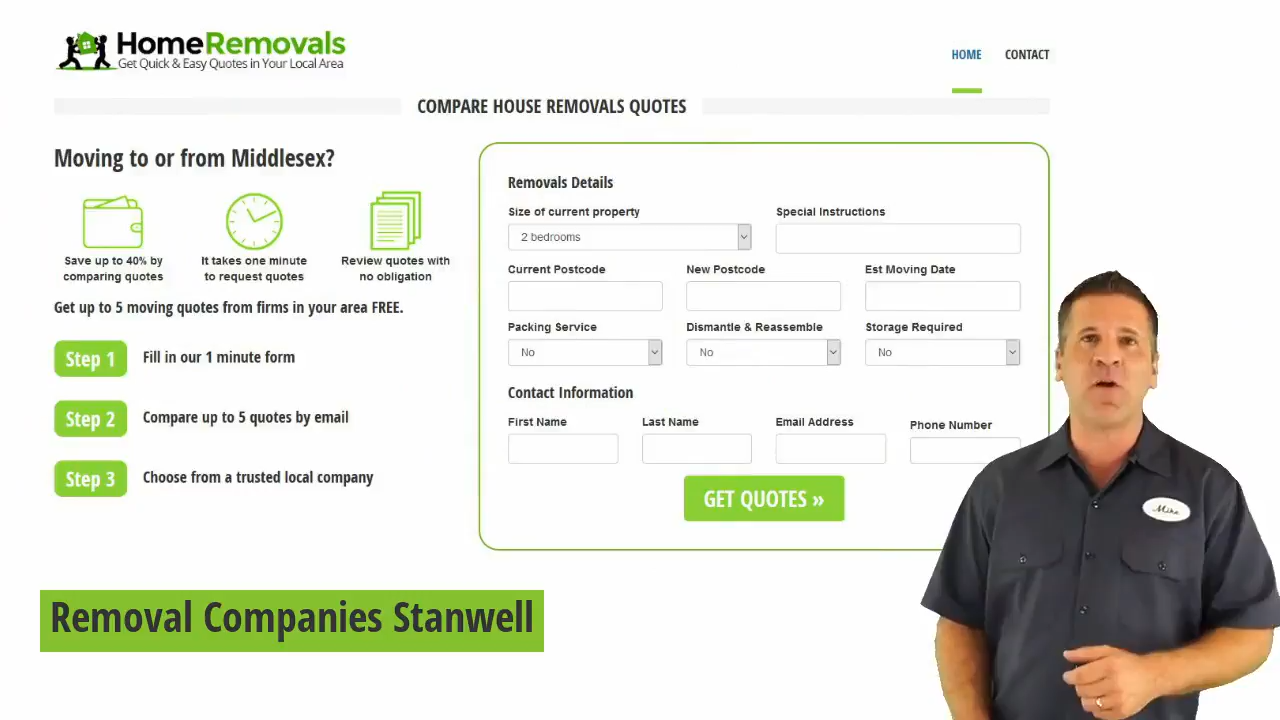 HomeRemovals
Get Quick & Easy Quotes in Your Local Area
HOME
CONTACT
COMPARE HOUSE REMOVALS QUOTES
Moving to or from Middlesex?
Save up to 40% by
comparing quotes
It takes one minute
to request quotes
Review quotes with
no obligation
Get up to 5 moving quotes from firms in your area FREE.
Step 1
Fill in our 1 minute form
Step 2
Compare up to 5 quotes by email
Step 3
Choose from a trusted local company
Removals Details
Size of current property
Special Instructions
2 bedrooms
Current Postcode
New Postcode
Est Moving Date
Packing Service
Dismantle & Reassemble
Storage Required
No
No
No
Contact Information
First Name
Last Name
Email Address
Phone Number
GET QUOTES »
Mike
Removal Companies Stanwell